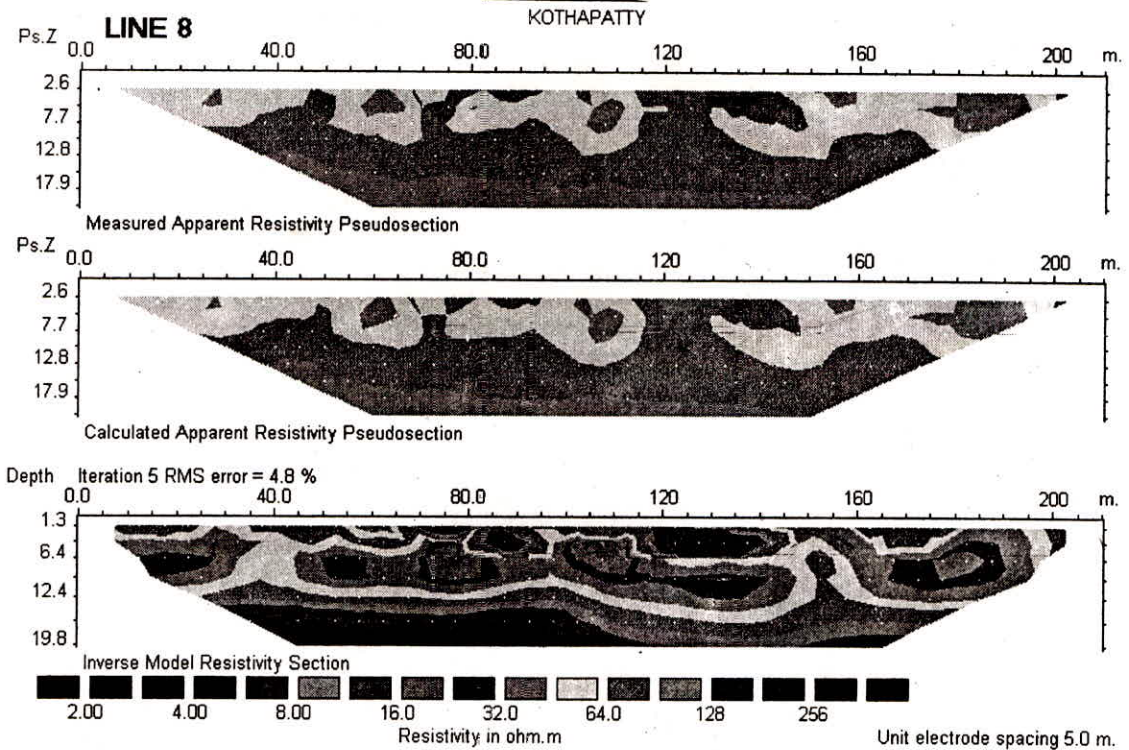 KOTHAPATTY
LINE 8
Ps.Z 0.0 40.0 80.0 120 160 200 m.
2.6
7.7
12.8
17.9
Measured Apparent Resistivity Pseudosection
Ps.Z 0.0 40.0 80.0 120 160 200 m.
2.6
7.7
12.8
17.9
Calculated Apparent Resistivity Pseudosection
Depth Iteration 5 RMS error = 4.8 %
0.0 40.0 80.0 120 160 200 m.
1.3
6.4
12.4
19.8
Inverse Model Resistivity Section
2.00 4.00 8.00 16.0 32.0 64.0 128 256
Resistivity in ohm.m
Unit electrode spacing 5.0 m.